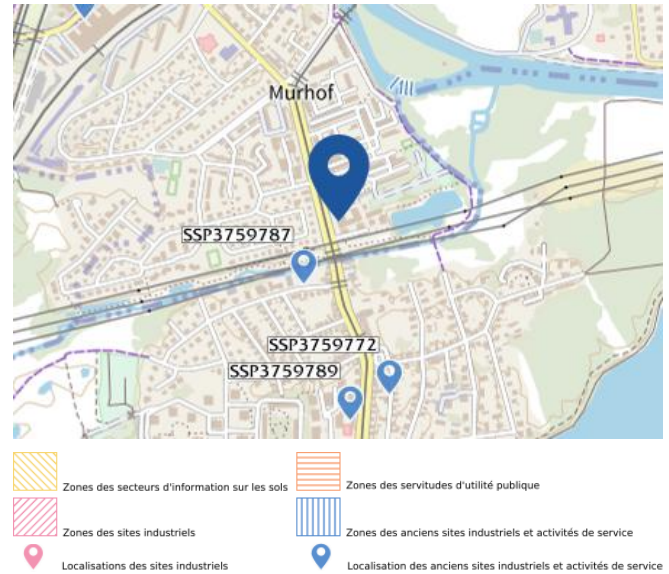 Murhof
Ill
SSP3759787
SSP3759772
SSP3759789
Zones des secteurs d'information sur les sols
Zones des servitudes d'utilité publique
Zones des sites industriels
Zones des anciens sites industriels et activités de service
Localisations des sites industriels
Localisation des anciens sites industriels et activités de service